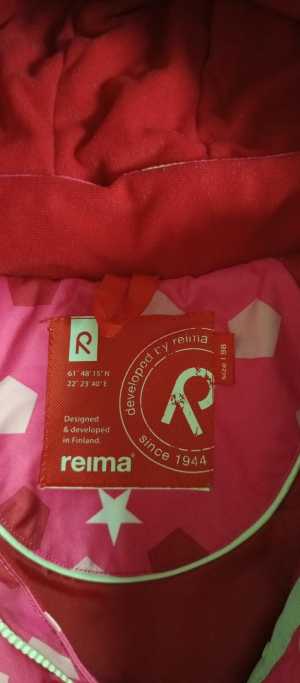 R
61° 48' 15" N
22° 23' 40" E
Designed
& developed
in Finland.
reima®
developed by reima
R
since 1944
size | 98